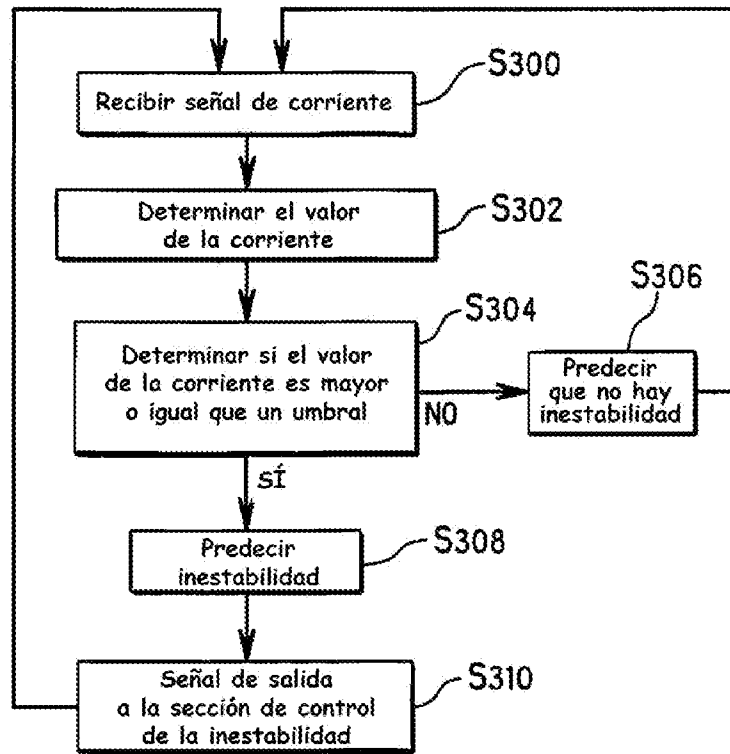 S300
Recibir señal de corriente
S302
Determinar el valor
de la corriente
S304
Determinar si el valor
de la corriente es mayor
o igual que un umbral
NO
S306
Predecir
que no hay
inestabilidad
SÍ
S308
Predecir
inestabilidad
S310
Señal de salida
a la sección de control
de la inestabilidad